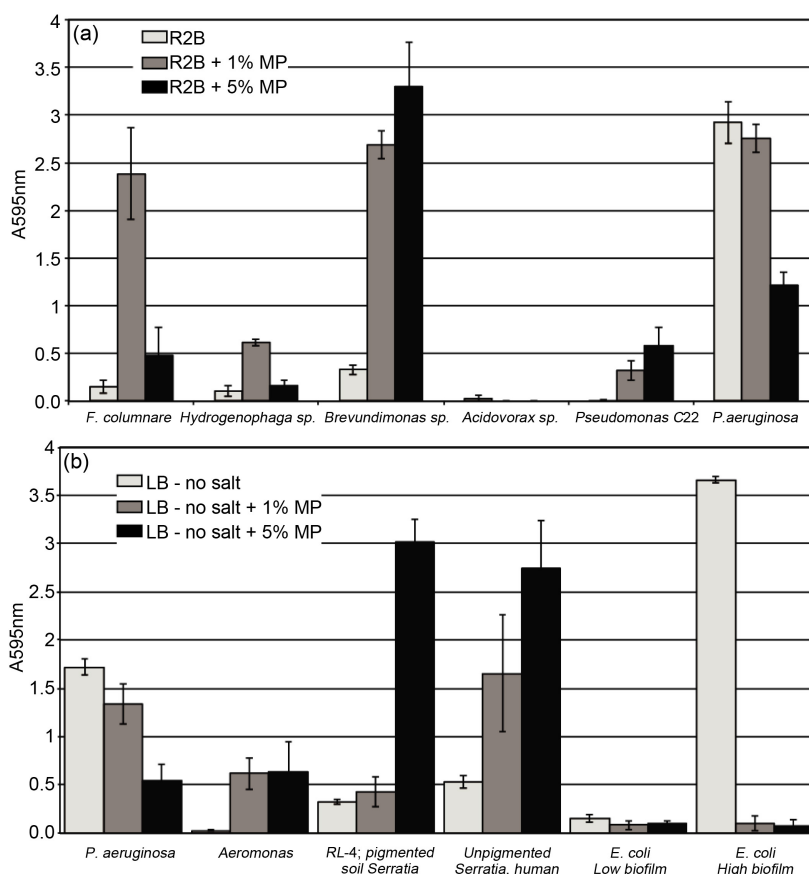 (a)
R2B
R2B + 1% MP
R2B + 5% MP
4
3.5
3
2.5
2
1.5
1
0.5
0.0
A595nm
F. columnare Hydrogenophaga sp. Brevundimonas sp. Acidovorax sp. Pseudomonas C22 P.aeruginosa
(b)
LB - no salt
LB - no salt + 1% MP
LB - no salt + 5% MP
4
3.5
3
2.5
2
1.5
1
0.5
0.0
A595nm
P. aeruginosa Aeromonas RL-4; pigmented Unpigmented E. coli E. coli
soil Serratia Serratia, human Low biofilm High biofilm